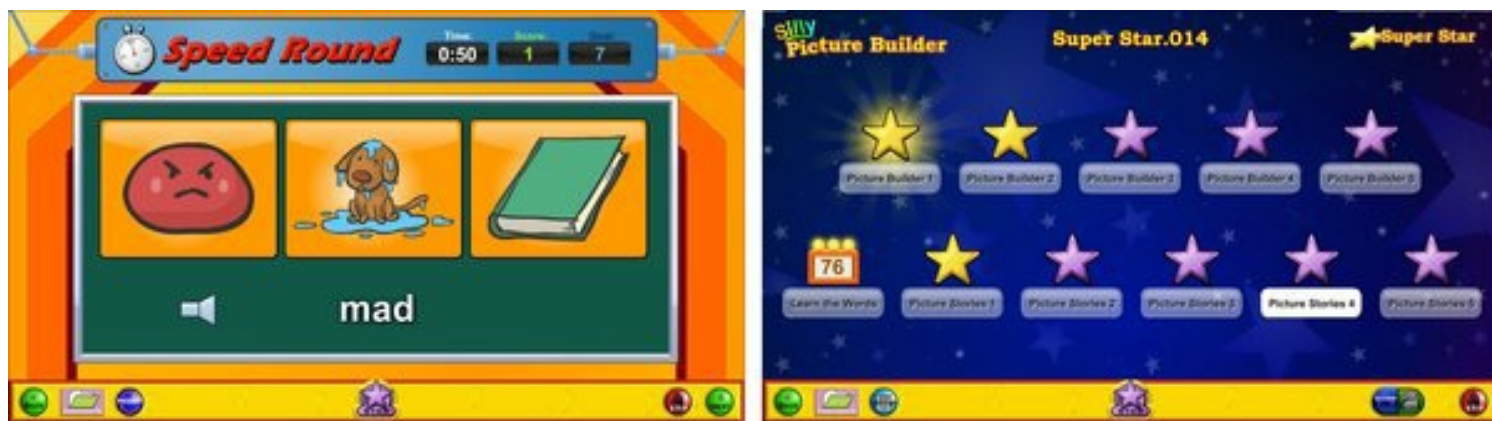 Speed Round
Time:
0:50
Score:
1
7
mad
Silly
Picture Builder
Super Star.014
Super Star
Picture Builder 1
Picture Builder 2
Picture Builder 3
Picture Builder 4
Picture Builder 5
76
Learn the Words
Picture Stories 1
Picture Stories 2
Picture Stories 3
Picture Stories 4
Picture Stories 5